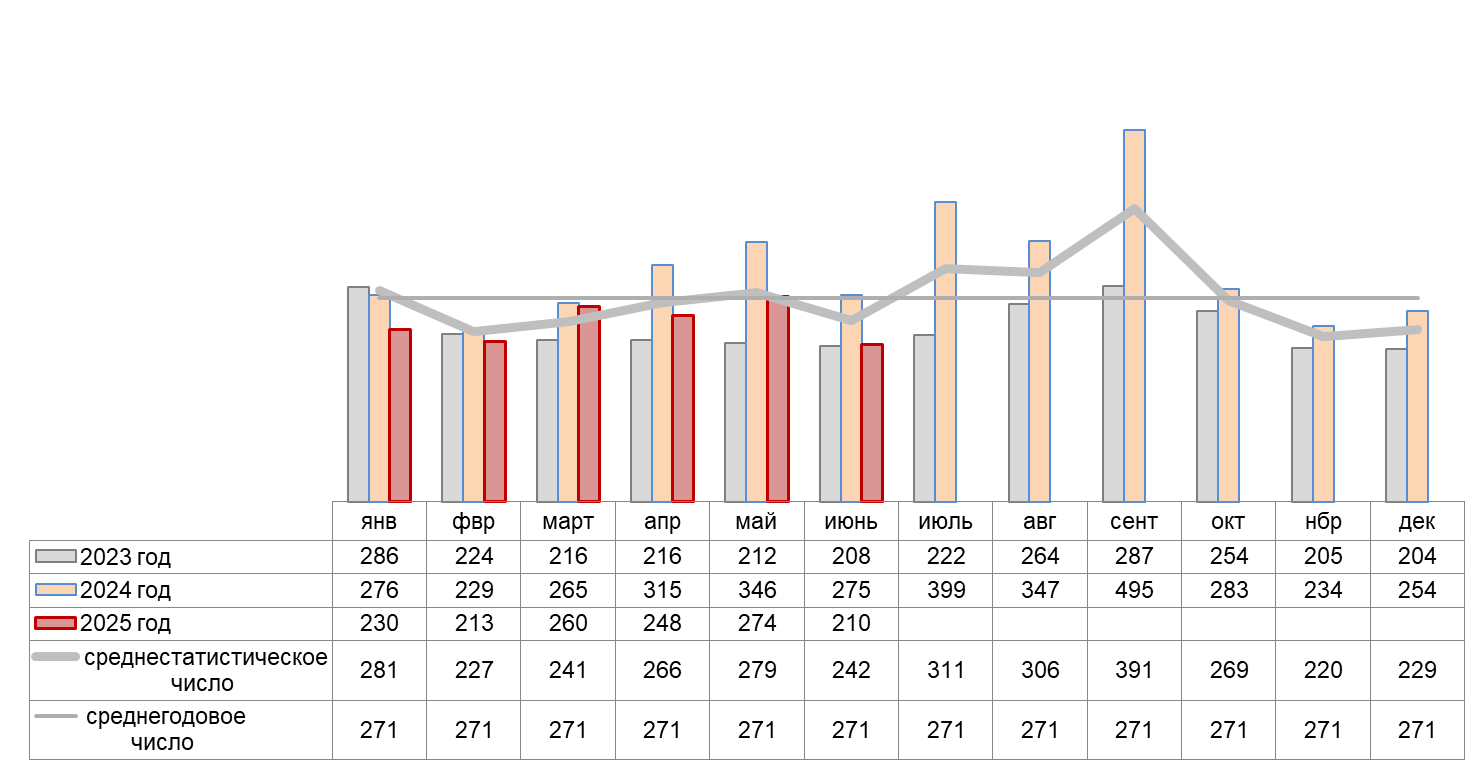 янв фвр март апр май июнь июль авг сент окт нбр дек
2023 год 286 224 216 216 212 208 222 264 287 254 205 204
2024 год 276 229 265 315 346 275 399 347 495 283 234 254
2025 год 230 213 260 248 274 210
среднестатистическое
число 281 227 241 266 279 242 311 306 391 269 220 229
среднегодовое
число 271 271 271 271 271 271 271 271 271 271 271 271